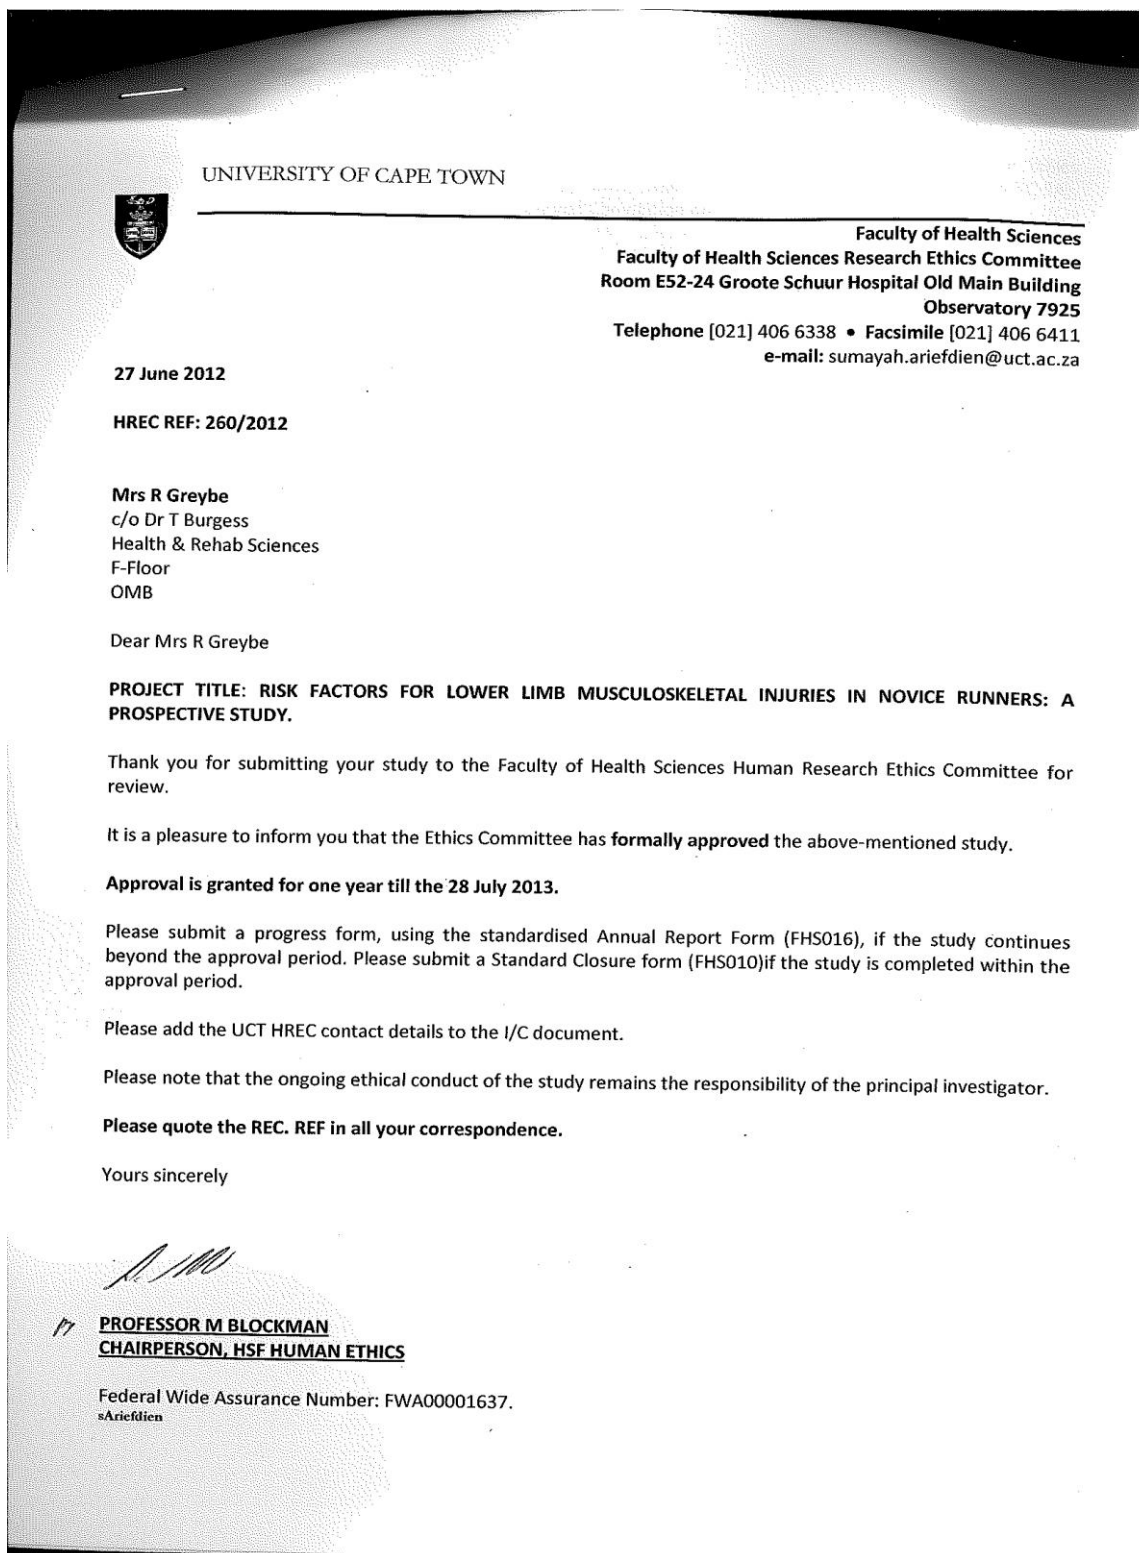 UNIVERSITY OF CAPE TOWN
Faculty of Health Sciences
Faculty of Health Sciences Research Ethics Committee
Room E52-24 Groote Schuur Hospital Old Main Building
Observatory 7925
Telephone [021] 406 6338 • Facsimile [021] 406 6411
e-mail: sumayah.ariefdien@uct.ac.za
27 June 2012
HREC REF: 260/2012
Mrs R Greybe
c/o Dr T Burgess
Health & Rehab Sciences
F-Floor
OMB
Dear Mrs R Greybe
PROJECT TITLE: RISK FACTORS FOR LOWER LIMB MUSCULOSKELETAL INJURIES IN NOVICE RUNNERS: A
PROSPECTIVE STUDY.
Thank you for submitting your study to the Faculty of Health Sciences Human Research Ethics Committee for
review.
It is a pleasure to inform you that the Ethics Committee has formally approved the above-mentioned study.
Approval is granted for one year till the 28 July 2013.
Please submit a progress form, using the standardised Annual Report Form (FHS016), if the study continues
beyond the approval period. Please submit a Standard Closure form (FHS010)if the study is completed within the
approval period.
Please add the UCT HREC contact details to the I/C document.
Please note that the ongoing ethical conduct of the study remains the responsibility of the principal investigator.
Please quote the REC. REF in all your correspondence.
Yours sincerely
PROFESSOR M BLOCKMAN
CHAIRPERSON, HSF HUMAN ETHICS
Federal Wide Assurance Number: FWA00001637.
sAriefdien